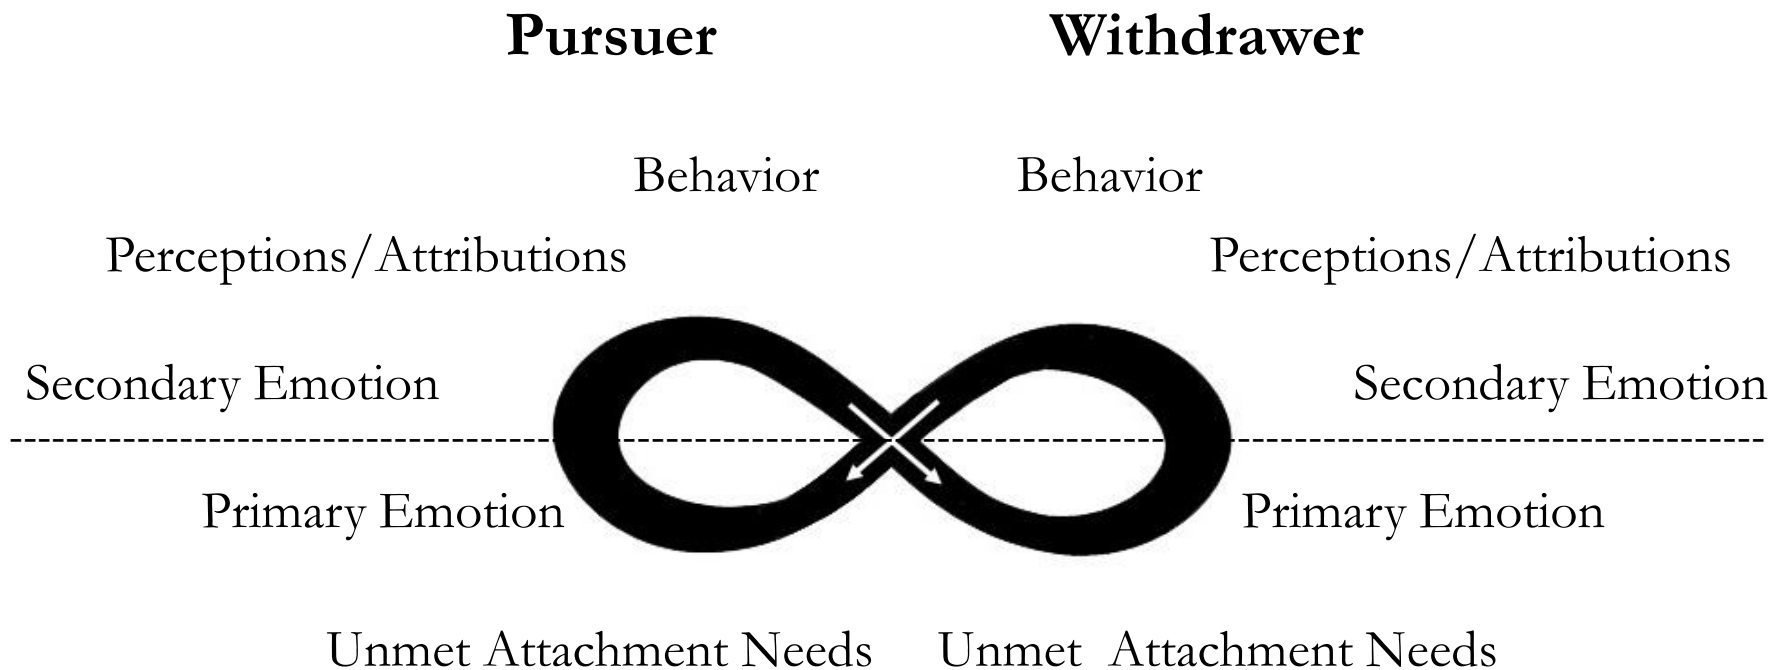 Pursuer Withdrawer
Behavior Behavior
Perceptions/Attributions Perceptions/Attributions
Secondary Emotion Secondary Emotion
Primary Emotion Primary Emotion
Unmet Attachment Needs Unmet Attachment Needs